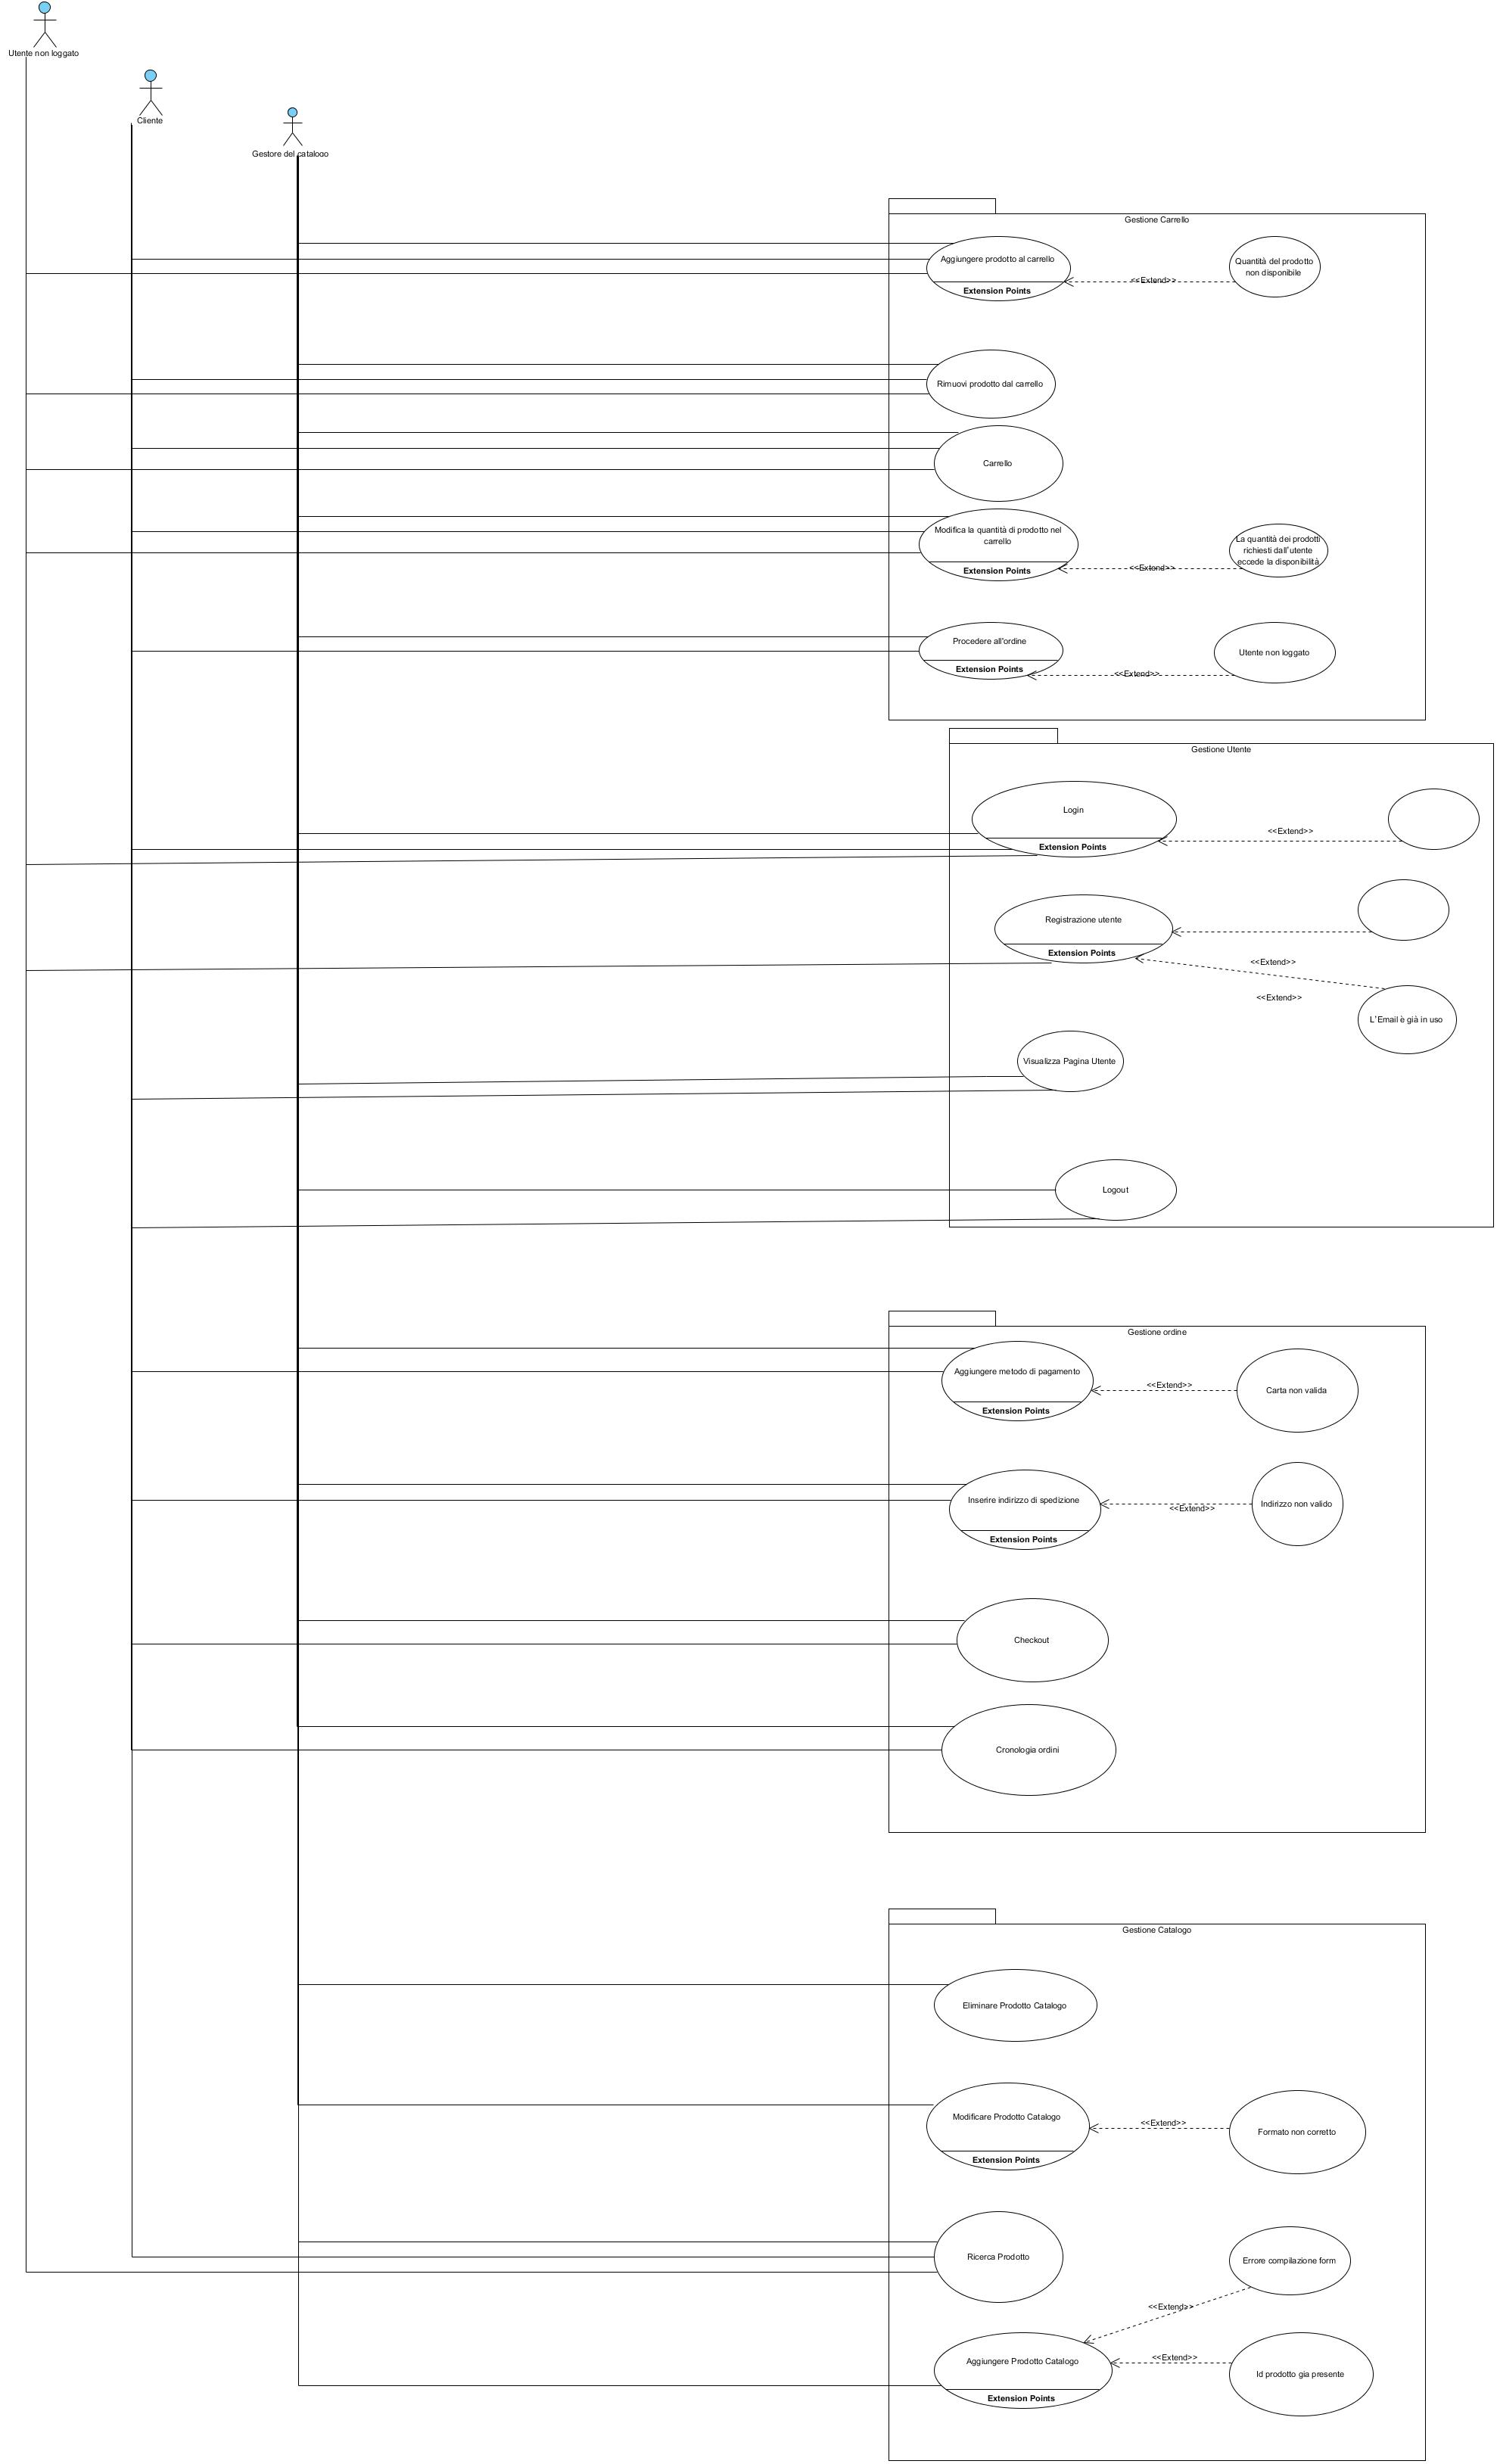 Utente non loggato
Cliente
Gestore del catalogo
Gestione Carrello
Aggiungere prodotto al carrello
Extension Points
<<Extend>>
Quantità del prodotto
non disponibile
Rimuovi prodotto dal carrello
Carrello
Modifica la quantità di prodotto nel
carrello
Extension Points
<<Extend>>
La quantità dei prodotti
richiesti dall'utente
eccede la disponibilità
Procedere all'ordine
Extension Points
<<Extend>>
Utente non loggato
Gestione Utente
Login
Extension Points
<<Extend>>
Registrazione utente
Extension Points
<<Extend>>
<<Extend>>
L'Email è già in uso
Visualizza Pagina Utente
Logout
Gestione ordine
Aggiungere metodo di pagamento
Extension Points
<<Extend>>
Carta non valida
Inserire indirizzo di spedizione
Extension Points
<<Extend>>
Indirizzo non valido
Checkout
Cronologia ordini
Gestione Catalogo
Eliminare Prodotto Catalogo
Modificare Prodotto Catalogo
Extension Points
<<Extend>>
Formato non corretto
Ricerca Prodotto
Errore compilazione form
<<Extend>>
Aggiungere Prodotto Catalogo
Extension Points
<<Extend>>
Id prodotto gia presente